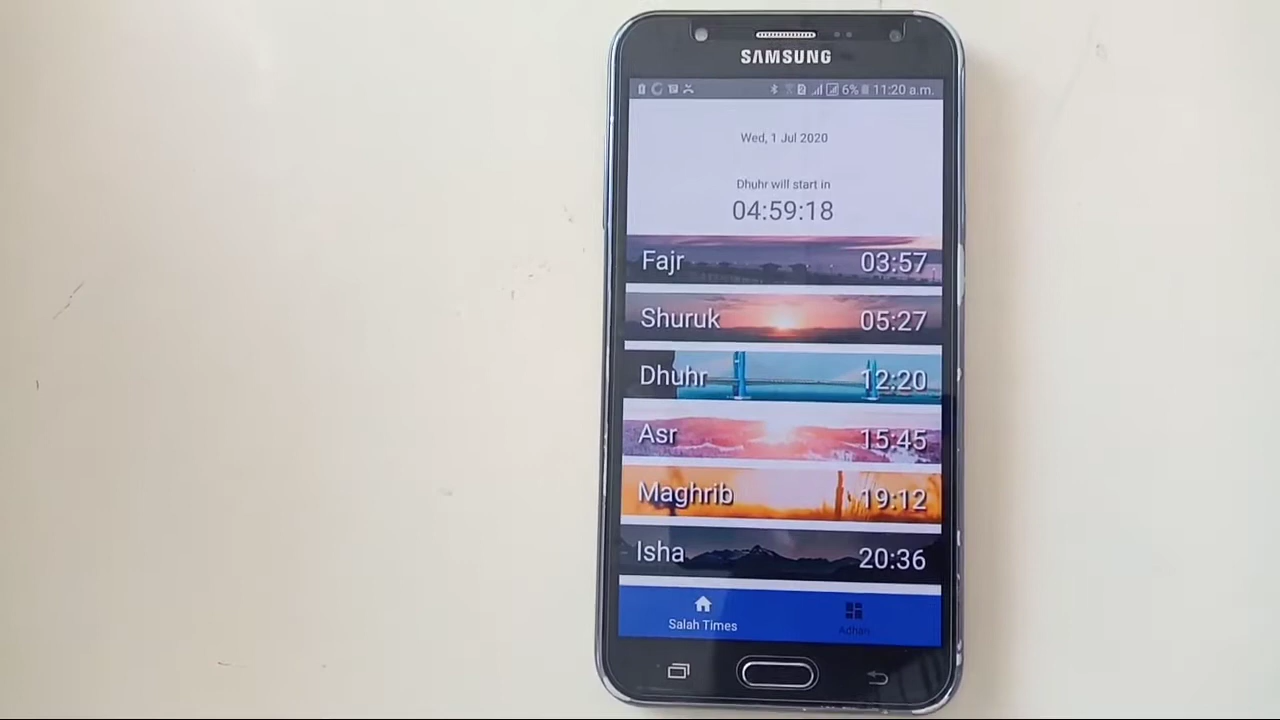 SAMSUNG
6% 11:20 a.m.
Wed, 1 Jul 2020
Dhuhr will start in
04:59:18
Fajr 03:57
Shuruk 05:27
Dhuhr 12:20
Asr 15:45
Maghrib 19:12
Isha 20:36
Salah Times Adhan